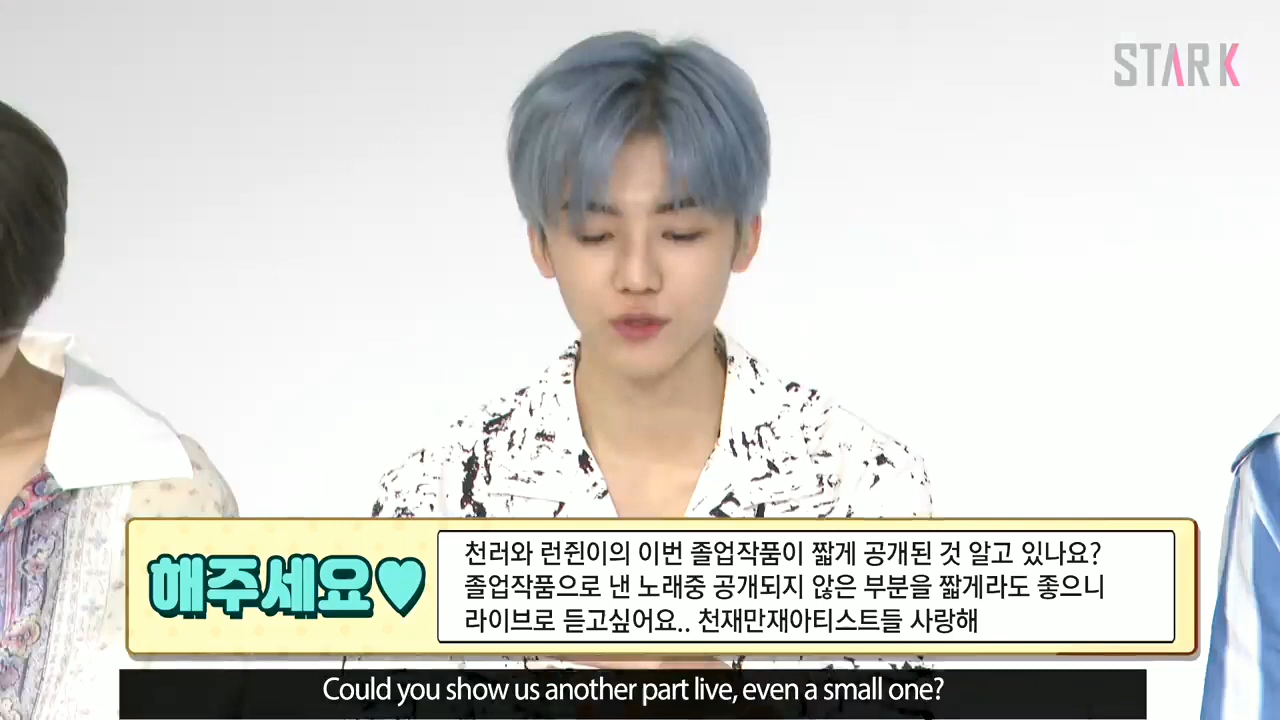 STAR K
해주세요♥
천러와 런쥔이의 이번 졸업작품이 짧게 공개된 것 알고 있나요?
졸업작품으로 낸 노래중 공개되지 않은 부분을 짧게라도 좋으니
라이브로 듣고싶어요.. 천재만재아티스트들 사랑해
Could you show us another part live, even a small one?